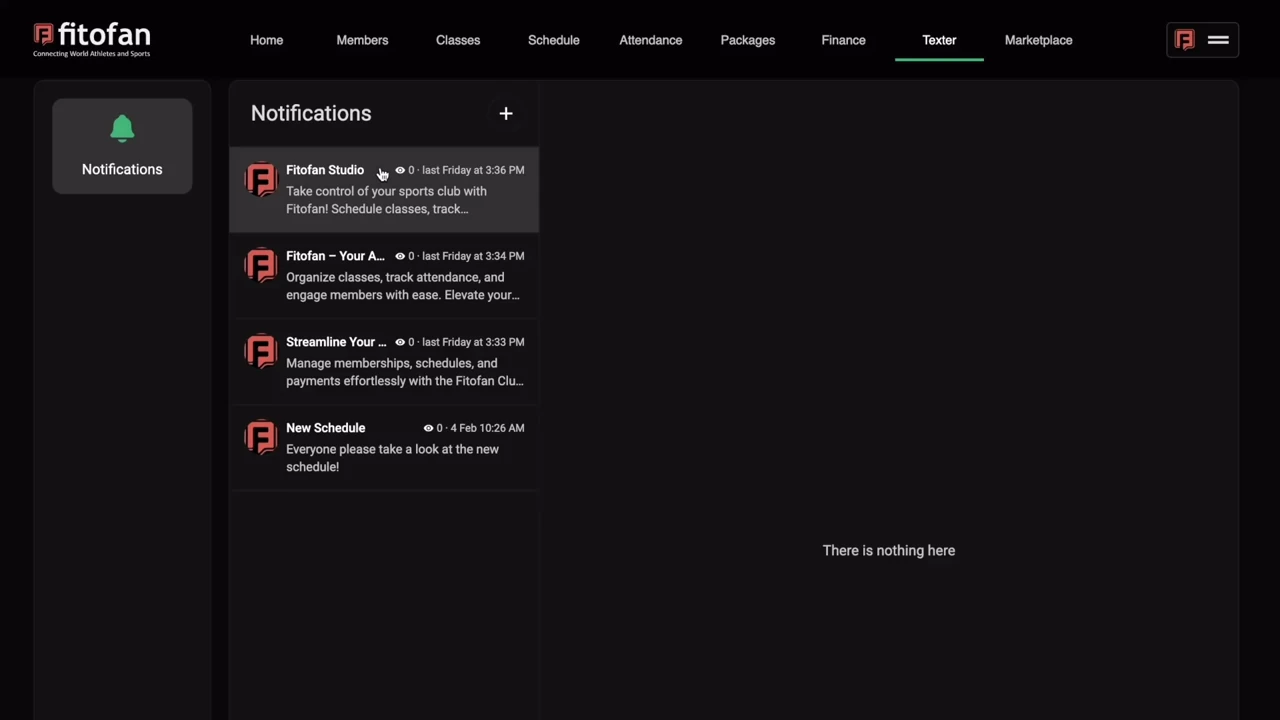 fitofan
Connecting World Athletes and Sports
Home
Members
Classes
Schedule
Attendance
Packages
Finance
Texter
Marketplace
Notifications
Notifications
+
Fitofan Studio 0 · last Friday at 3:36 PM
Take control of your sports club with
Fitofan! Schedule classes, track...
Fitofan – Your A... 0 · last Friday at 3:34 PM
Organize classes, track attendance, and
engage members with ease. Elevate your...
Streamline Your ... 0 · last Friday at 3:33 PM
Manage memberships, schedules, and
payments effortlessly with the Fitofan Clu...
New Schedule 0 · 4 Feb 10:26 AM
Everyone please take a look at the new
schedule!
There is nothing here